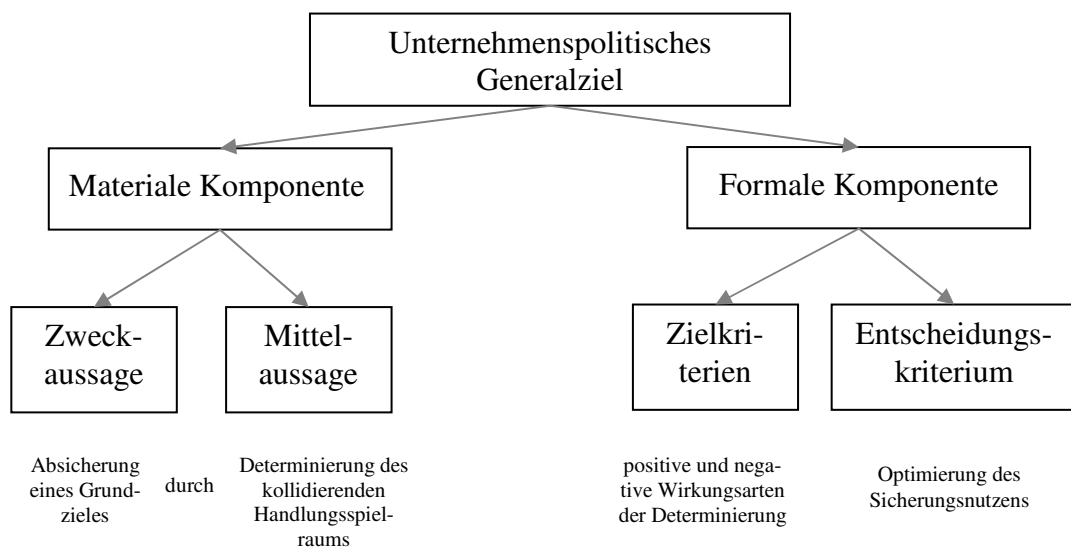 Unternehmenspolitisches
Generalziel
Materiale Komponente
Formale Komponente
Zweck-
aussage
Mittel-
aussage
Zielkri-
terien
Entscheidungs-
kriterium
Absicherung
eines Grund-
zieles
durch
Determinierung des
kollidierenden
Handlungsspiel-
raums
positive und nega-
tive Wirkungsarten
der Determinierung
Optimierung des
Sicherungsnutzens